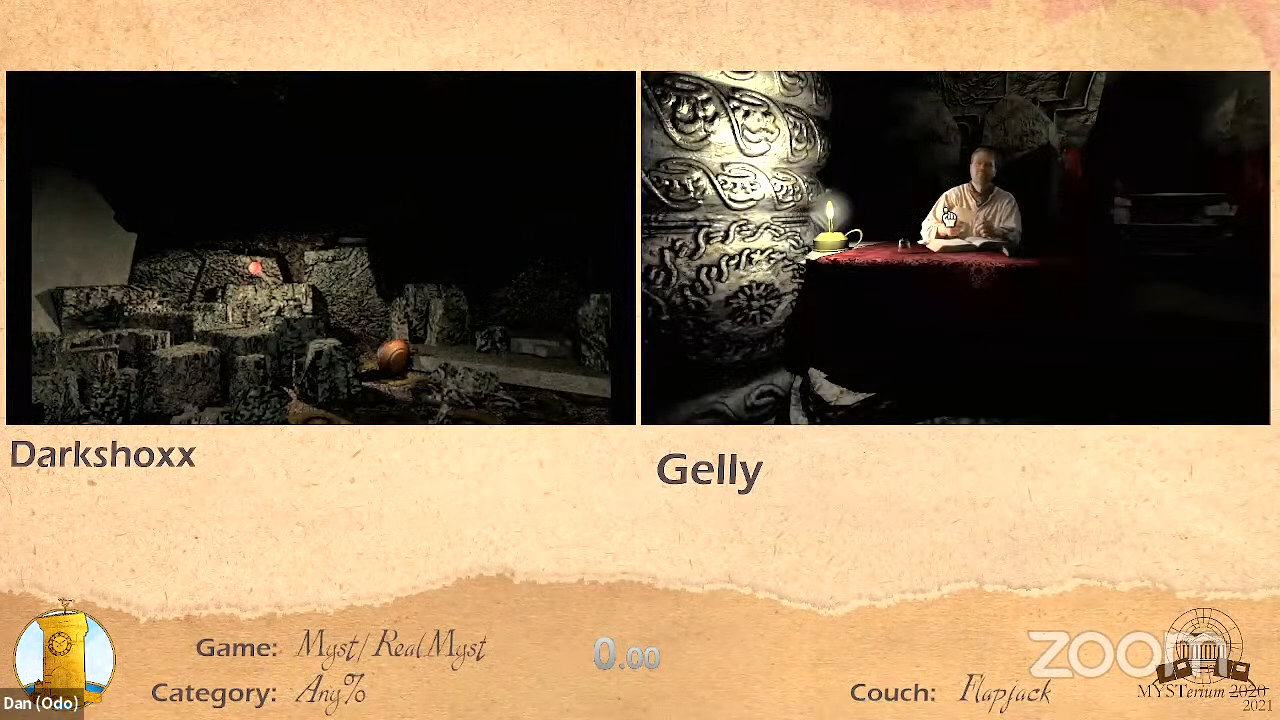 Darkshoxx
Gelly
Game: Myst/RealMyst
0.00
Category: Any%
Couch: Flapjack
zoom
MYSTerium 2020
2021
Dan (Odo)